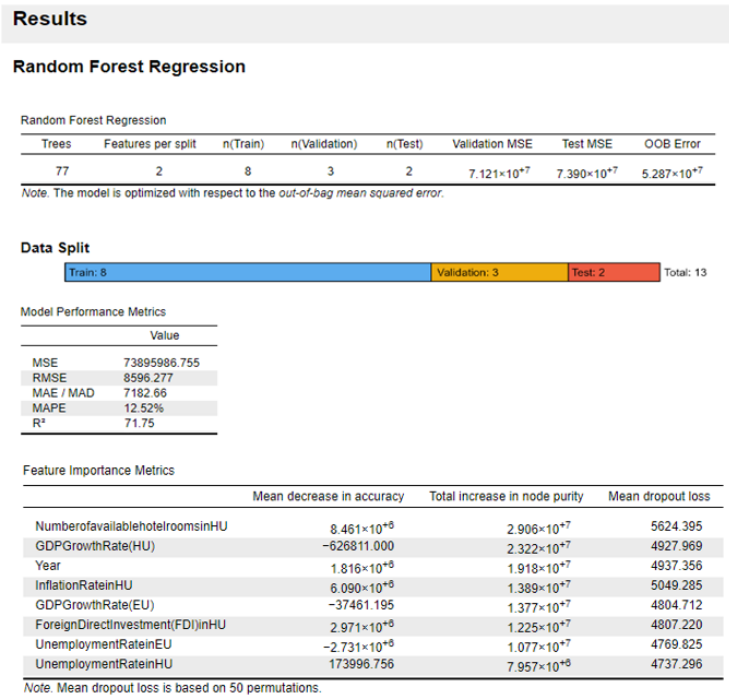 Results
Random Forest Regression
Random Forest Regression
Trees Features per split n(Train) n(Validation) n(Test) Validation MSE Test MSE OOB Error
77 2 8 3 2 7.121×10⁺⁷ 7.390×10⁺⁷ 5.287×10⁺⁷
Note. The model is optimized with respect to the out-of-bag mean squared error.
Data Split
Train: 8 Validation: 3 Test: 2 Total: 13
Model Performance Metrics
Value
MSE 73895986.755
RMSE 8596.277
MAE / MAD 7182.66
MAPE 12.52%
R² 71.75
Feature Importance Metrics
Mean decrease in accuracy Total increase in node purity Mean dropout loss
NumberofavailablehotelroomsinHU 8.461×10⁺⁶ 2.906×10⁺⁷ 5624.395
GDPGrowthRate(HU) −626811.000 2.322×10⁺⁷ 4927.969
Year 1.816×10⁺⁶ 1.918×10⁺⁷ 4937.356
InflationRateinHU 6.090×10⁺⁶ 1.389×10⁺⁷ 5049.285
GDPGrowthRate(EU) −37461.195 1.377×10⁺⁷ 4804.712
ForeignDirectInvestment(FDI)inHU 2.971×10⁺⁶ 1.225×10⁺⁷ 4807.220
UnemploymentRateinEU −2.731×10⁺⁶ 1.077×10⁺⁷ 4769.825
UnemploymentRateinHU 173996.756 7.957×10⁺⁶ 4737.296
Note. Mean dropout loss is based on 50 permutations.